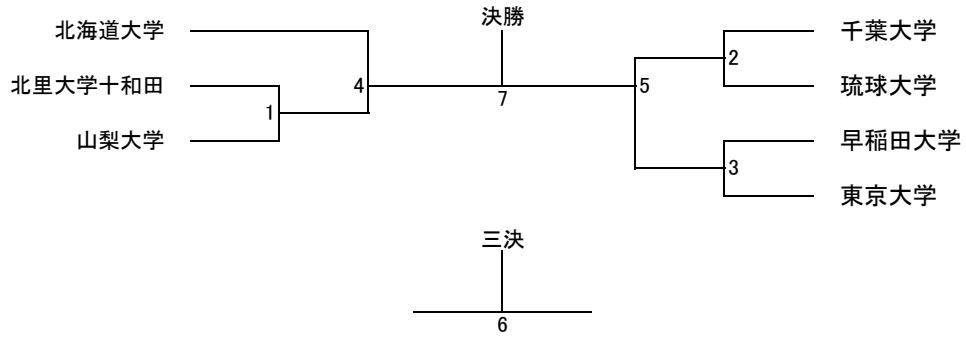 決勝
北海道大学
千葉大学
2
北里大学十和田
4
5
琉球大学
7
1
山梨大学
早稲田大学
3
東京大学
三決
6